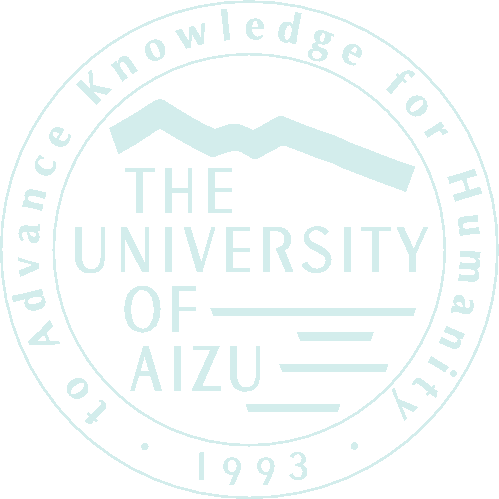 to Advance Knowledge for Humanity
THE
UNIVERSITY
OF
AIZU
· 1993 ·